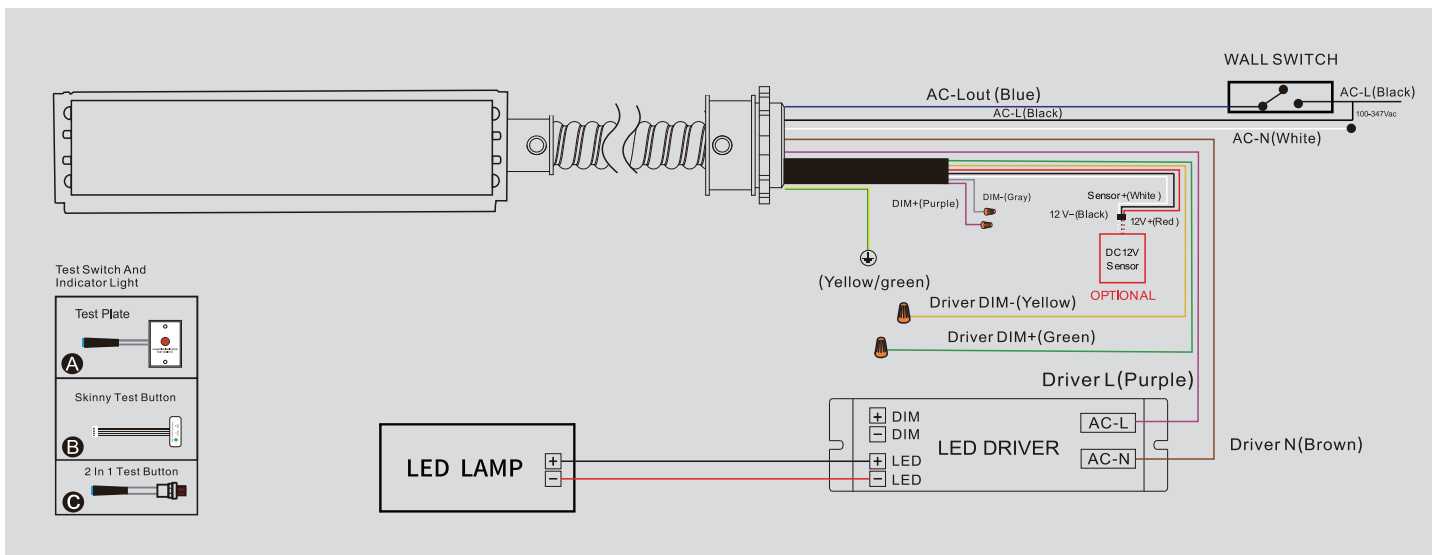 WALL SWITCH
AC-Lout (Blue)
AC-L(Black)
AC-L(Black)
100-347Vac
AC-N(White)
DIM+(Purple)
DIM-(Gray)
Sensor+(White)
12V-(Black)
12V+(Red)
DC12V
Sensor
OPTIONAL
(Yellow/green)
Driver DIM-(Yellow)
Driver DIM+(Green)
Driver L(Purple)
Driver N(Brown)
Test Switch And
Indicator Light
Test Plate
A
Skinny Test Button
B
2 In 1 Test Button
C
LED LAMP
+
-
+ DIM
- DIM
+ LED
- LED
LED DRIVER
AC-L
AC-N